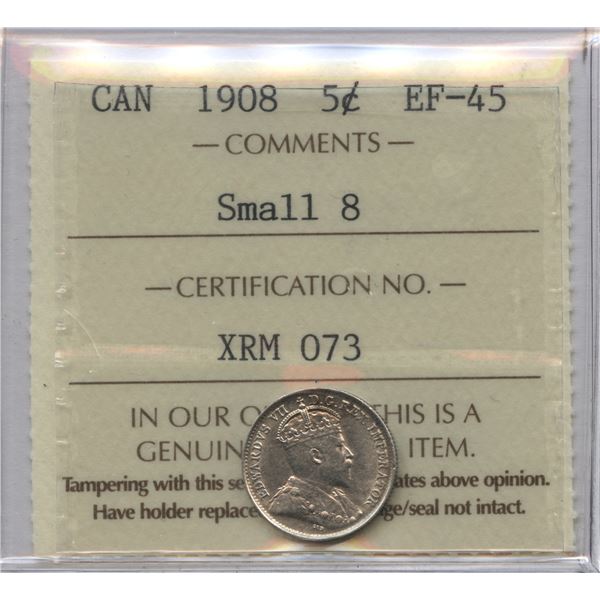 CAN 1908 5¢ EF-45
— COMMENTS —
Small 8
— CERTIFICATION NO. —
XRM 073
IN OUR O HIS IS A
GENUIN ITEM.
Tampering with this se ates above opinion.
Have holder replace ge/seal not intact.
EDWARDVS VII D.G. REX IMPERATOR